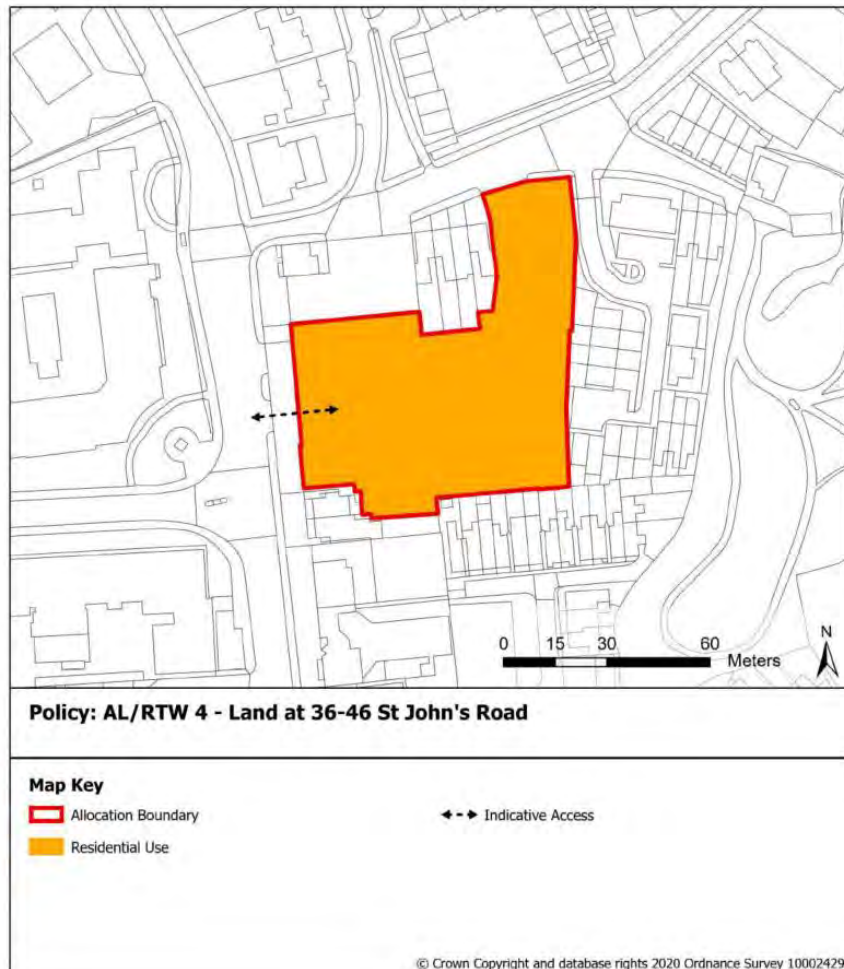 0 15 30 60 Meters
N
Policy: AL/RTW 4 - Land at 36-46 St John's Road
Map Key
Allocation Boundary
Indicative Access
Residential Use
© Crown Copyright and database rights 2020 Ordnance Survey 10002429